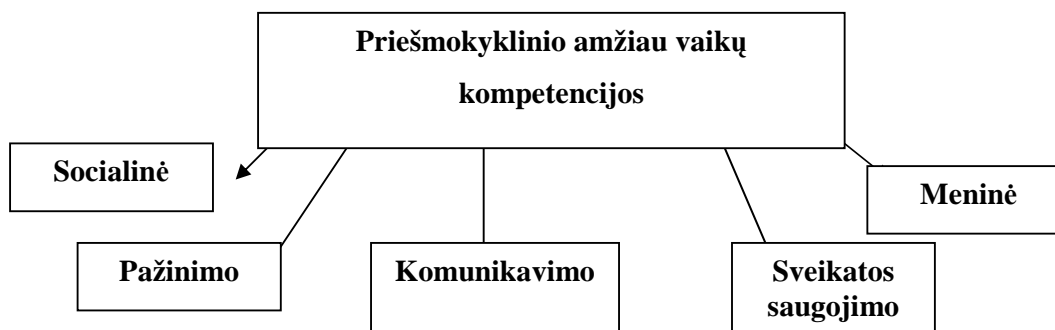 Priešmokyklinio amžiau vaikų
kompetencijos
Socialinė
Meninė
Pažinimo
Komunikavimo
Sveikatos
saugojimo